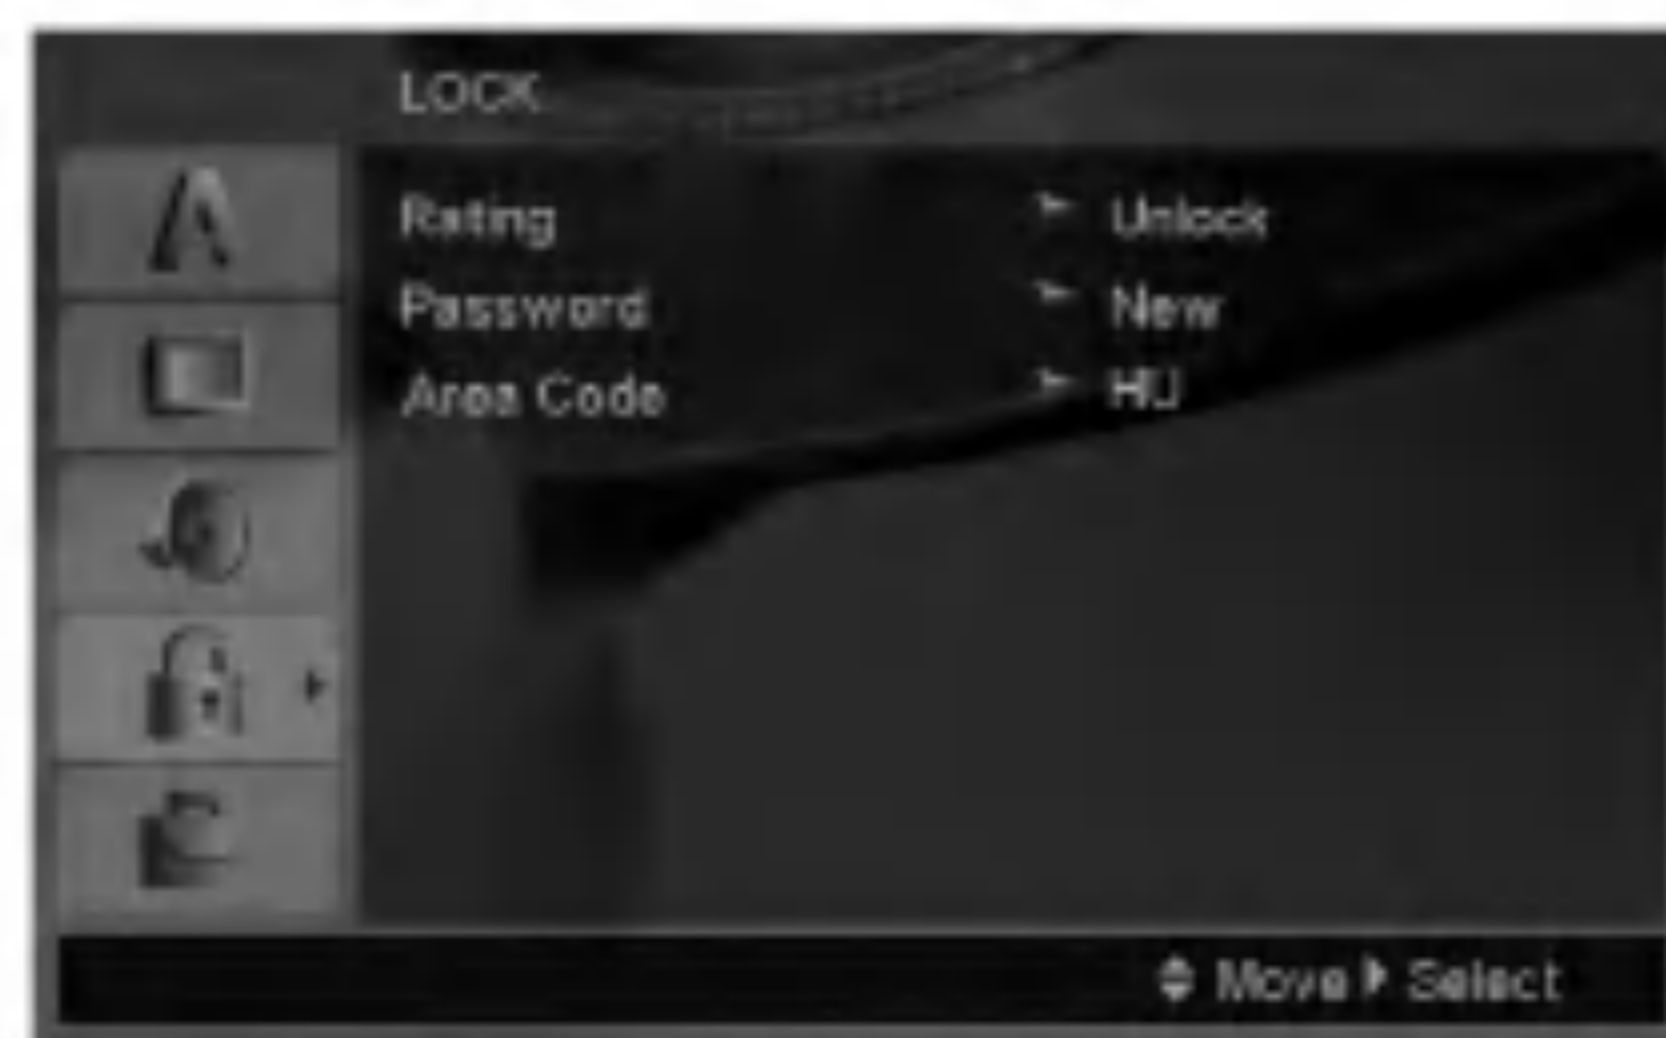 LOCK
Rating ► Unlock
Password ► New
Area Code ► HU
Move ► Select